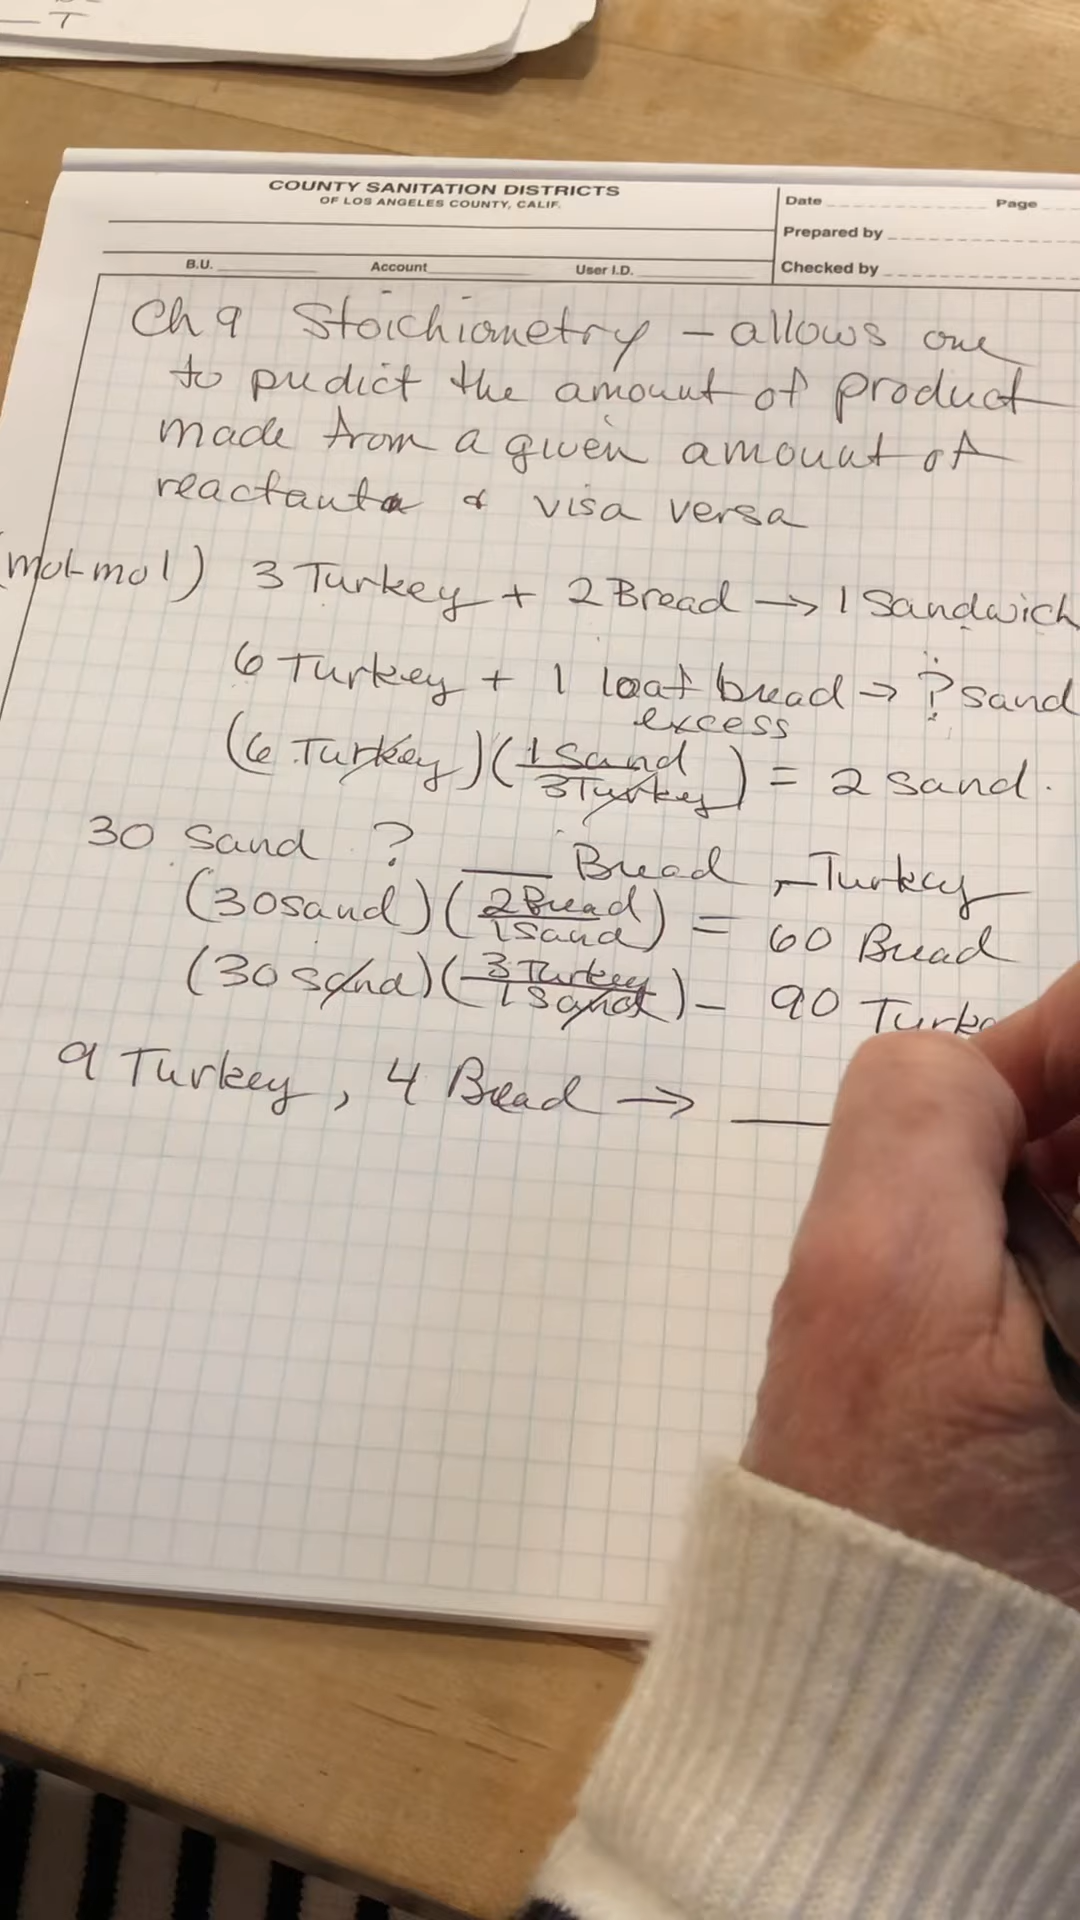 T
COUNTY SANITATION DISTRICTS
OF LOS ANGELES COUNTY, CALIF.
Date Page
Prepared by
B.U. Account User I.D. Checked by
Ch 9 Stoichiometry - allows one
to predict the amount of product
made from a given amount of
reactant & visa versa
(mol-mol) 3 Turkey + 2 Bread → 1 Sandwich
6 Turkey + 1 loaf bread → ? Sand
excess
(6 Turkey)(1 Sand / 3 Turkey) = 2 Sand.
30 Sand ? __ Bread, - Turkey
(30 sand)(2 Bread / 1 Sand) = 60 Bread
(30 sand)(3 Turkey / 1 Sand) - 90 Turk
9 Turkey, 4 Bread → __